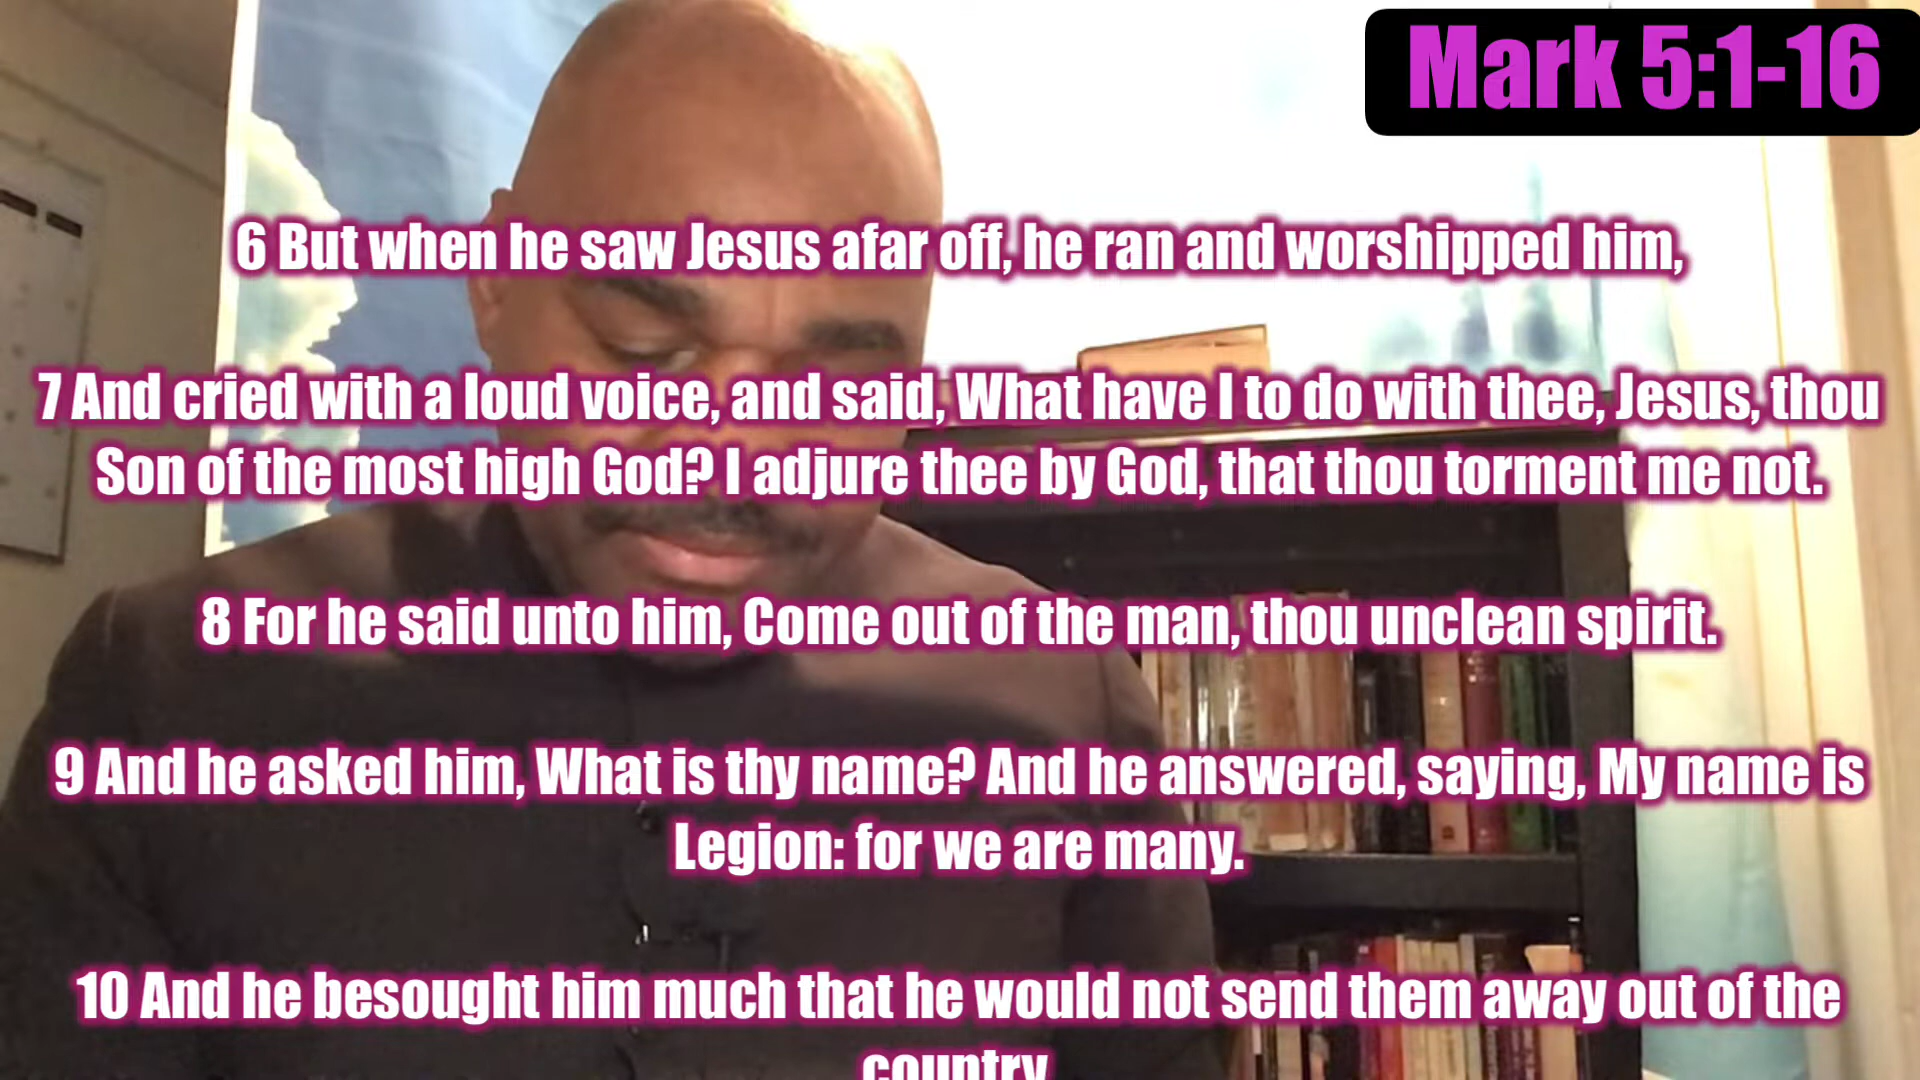 Mark 5:1-16
6 But when he saw Jesus afar off, he ran and worshipped him,
7 And cried with a loud voice, and said, What have I to do with thee, Jesus, thou
Son of the most high God? I adjure thee by God, that thou torment me not.
8 For he said unto him, Come out of the man, thou unclean spirit.
9 And he asked him, What is thy name? And he answered, saying, My name is
Legion: for we are many.
10 And he besought him much that he would not send them away out of the
country